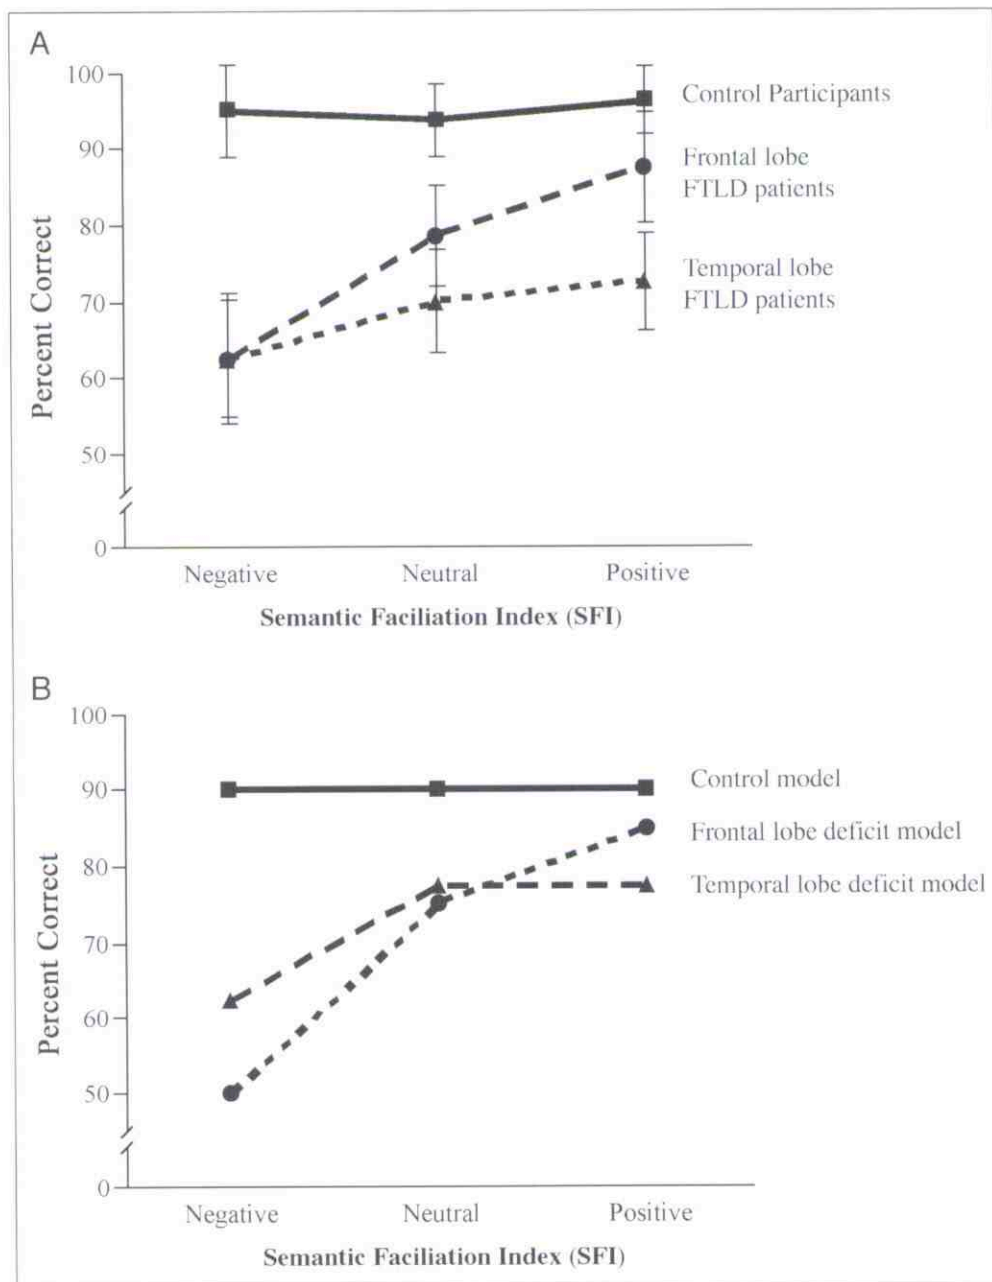 A
100
90
80
70
60
50
0
Percent Correct
Control Participants
Frontal lobe
FTLD patients
Temporal lobe
FTLD patients
Negative Neutral Positive
Semantic Faciliation Index (SFI)
B
100
90
80
70
60
50
0
Percent Correct
Control model
Frontal lobe deficit model
Temporal lobe deficit model
Negative Neutral Positive
Semantic Faciliation Index (SFI)